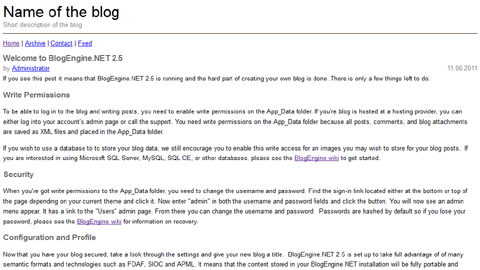 Name of the blog
Short description of the blog
Home | Archive | Contact | Feed
Welcome to BlogEngine.NET 2.5
by Administrator 11.06.2011
If you see this post it means that BlogEngine.NET 2.5 is running and the hard part of creating your own blog is done. There is only a few things left to do.
Write Permissions
To be able to log in to the blog and writing posts, you need to enable write permissions on the App_Data folder. If you're blog is hosted at a hosting provider, you can
either log into your account's admin page or call the support. You need write permissions on the App_Data folder because all posts, comments, and blog attachments
are saved as XML files and placed in the App_Data folder.
If you wish to use a database to to store your blog data, we still encourage you to enable this write access for an images you may wish to store for your blog posts. If
you are interested in using Microsoft SQL Server, MySQL, SQL CE, or other databases, please see the BlogEngine wiki to get started.
Security
When you've got write permissions to the App_Data folder, you need to change the username and password. Find the sign-in link located either at the bottom or top of
the page depending on your current theme and click it. Now enter "admin" in both the username and password fields and click the button. You will now see an admin
menu appear. It has a link to the "Users" admin page. From there you can change the username and password. Passwords are hashed by default so if you lose your
password, please see the BlogEngine wiki for information on recovery.
Configuration and Profile
Now that you have your blog secured, take a look through the settings and give your new blog a title. BlogEngine.NET 2.5 is set up to take full advantage of of many
semantic formats and technologies such as FOAF, SIOC and APML. It means that the content stored in your BlogEngine.NET installation will be fully portable and